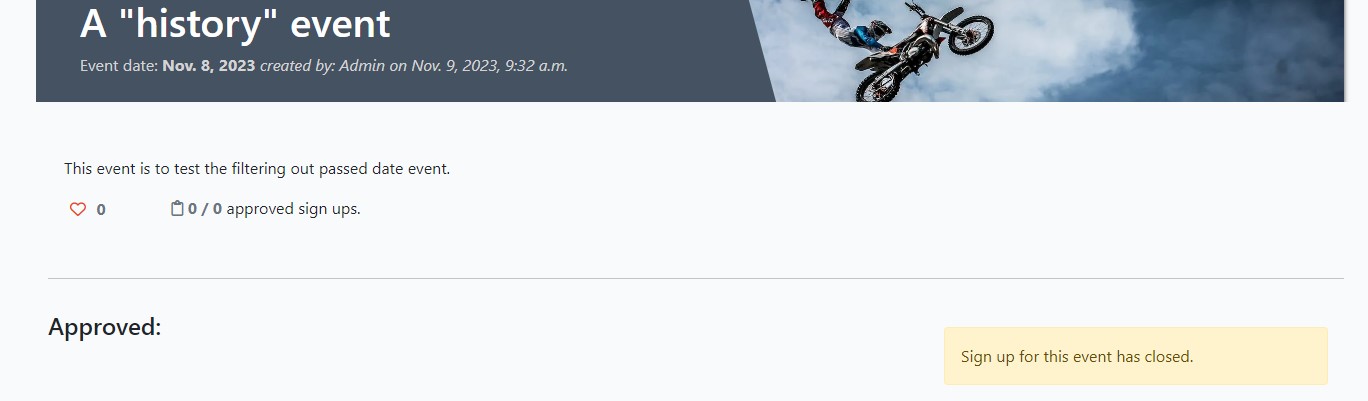 A "history" event
Event date: Nov. 8, 2023 created by: Admin on Nov. 9, 2023, 9:32 a.m.
This event is to test the filtering out passed date event.
0
0 / 0 approved sign ups.
Approved:
Sign up for this event has closed.